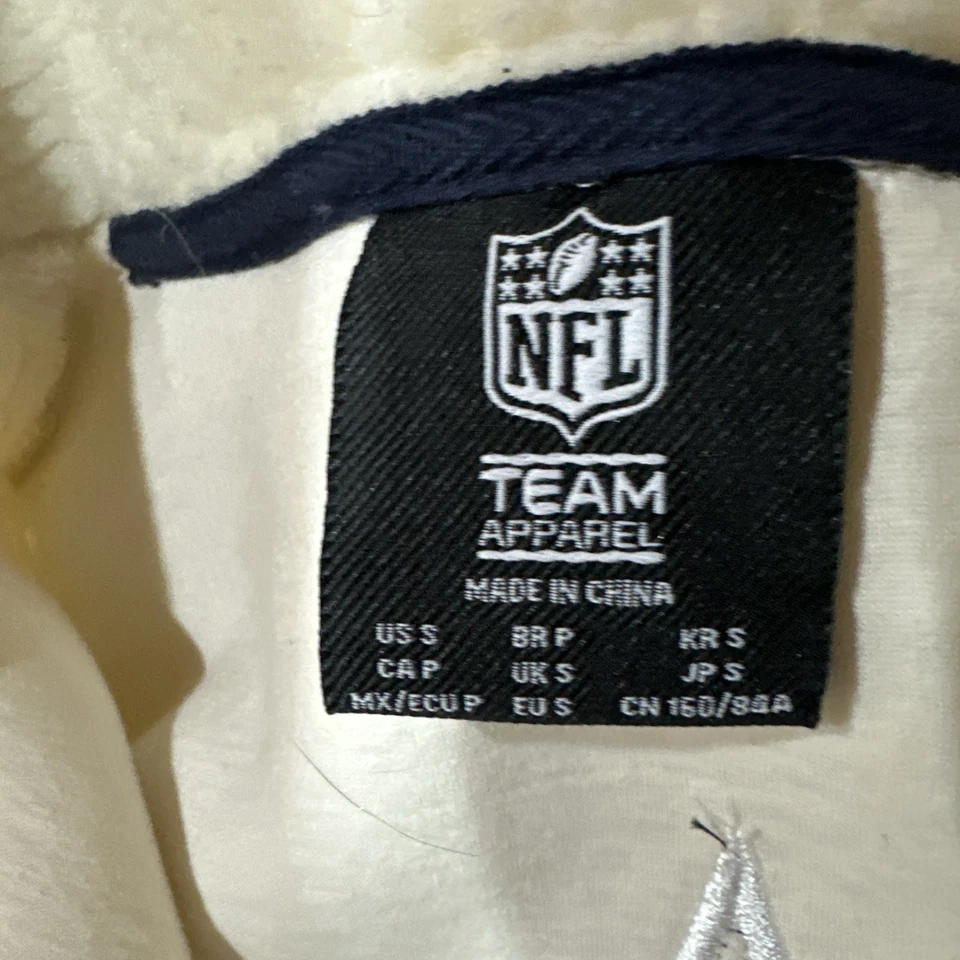 NFL
TEAM
APPAREL
MADE IN CHINA
US S BR P KR S
CA P UK S JP S
MX/ECU P EU S CN 160/84A